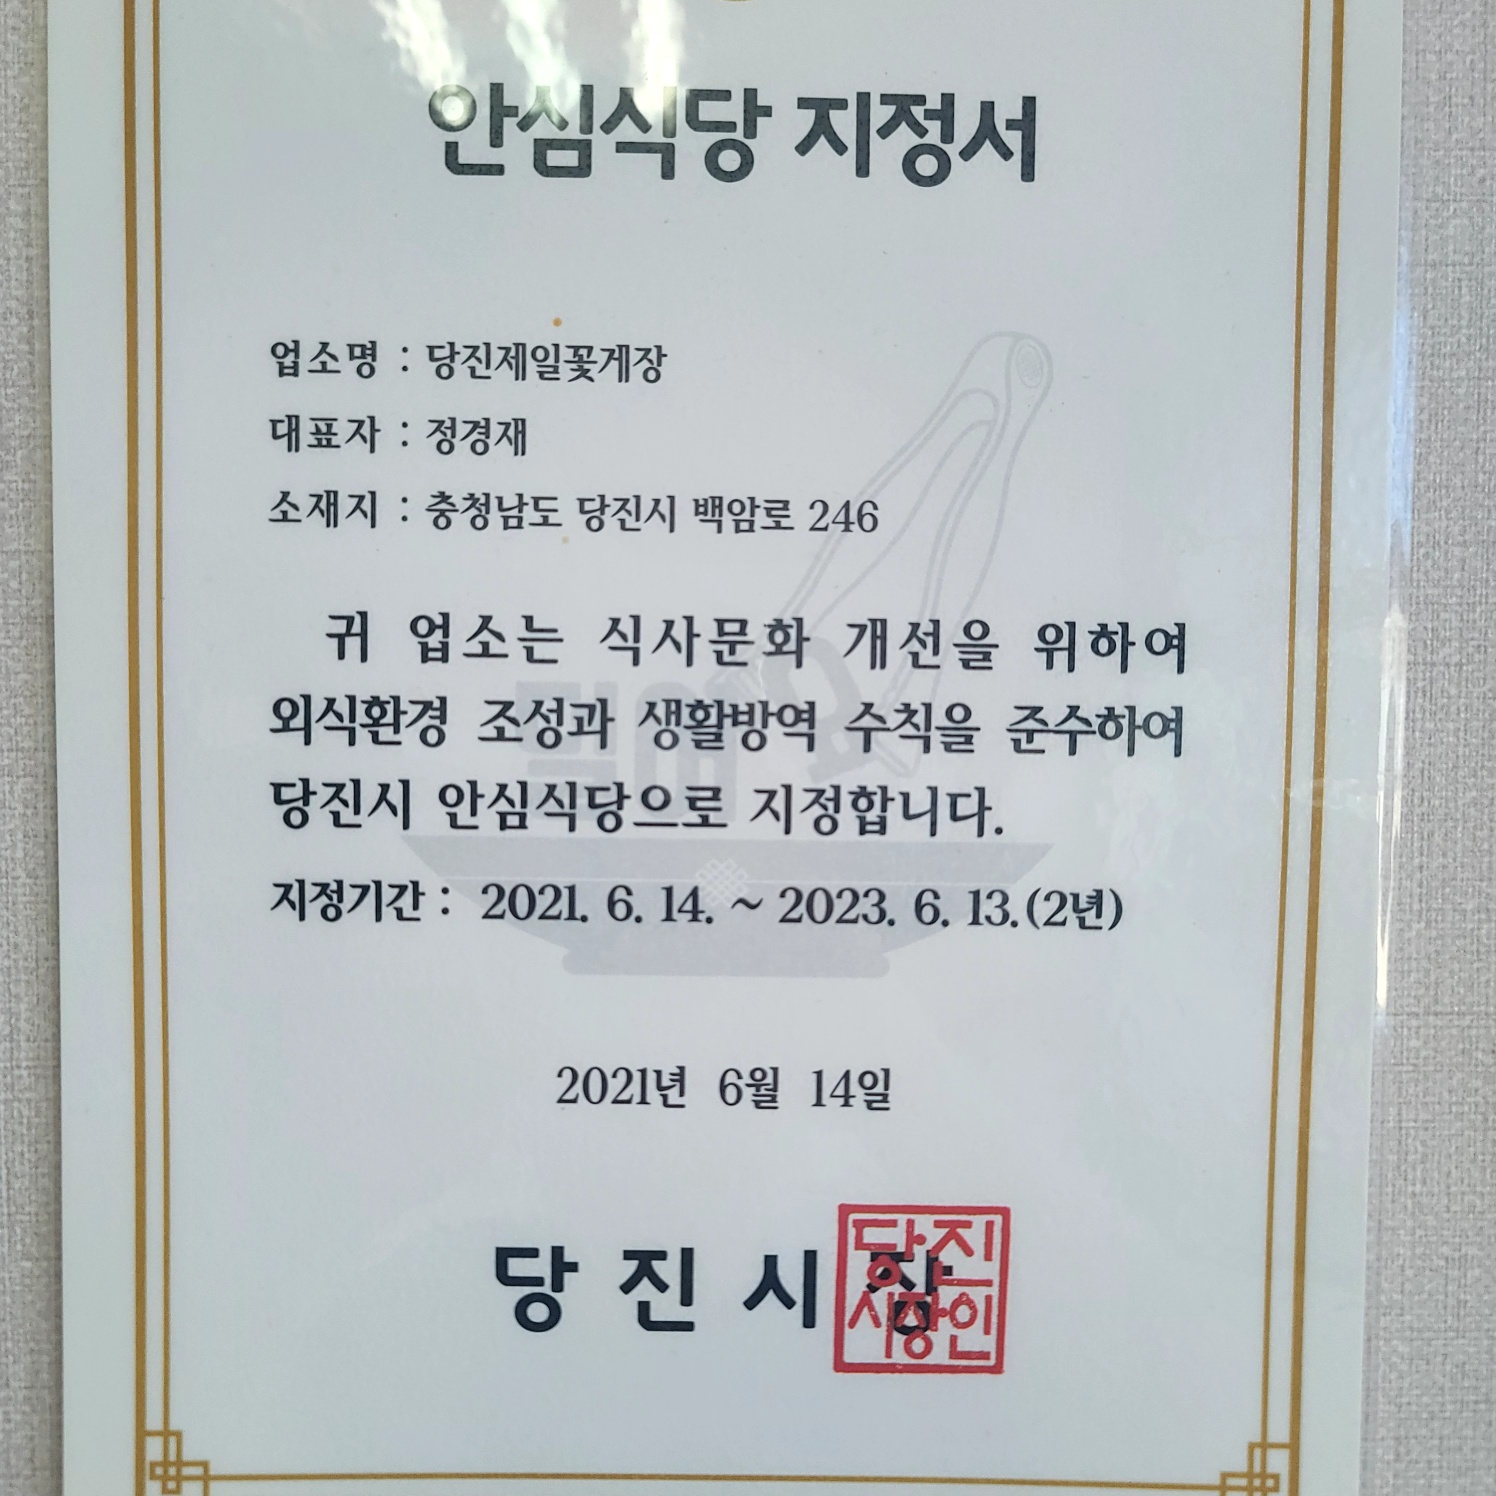 안심식당 지정서
업소명 : 당진제일꽃게장
대표자 : 정경재
소재지 : 충청남도 당진시 백암로 246
귀 업소는 식사문화 개선을 위하여
외식환경 조성과 생활방역 수칙을 준수하여
당진시 안심식당으로 지정합니다.
지정기간 : 2021. 6. 14. ~ 2023. 6. 13.(2년)
2021년 6월 14일
당진시장
당진
시장인